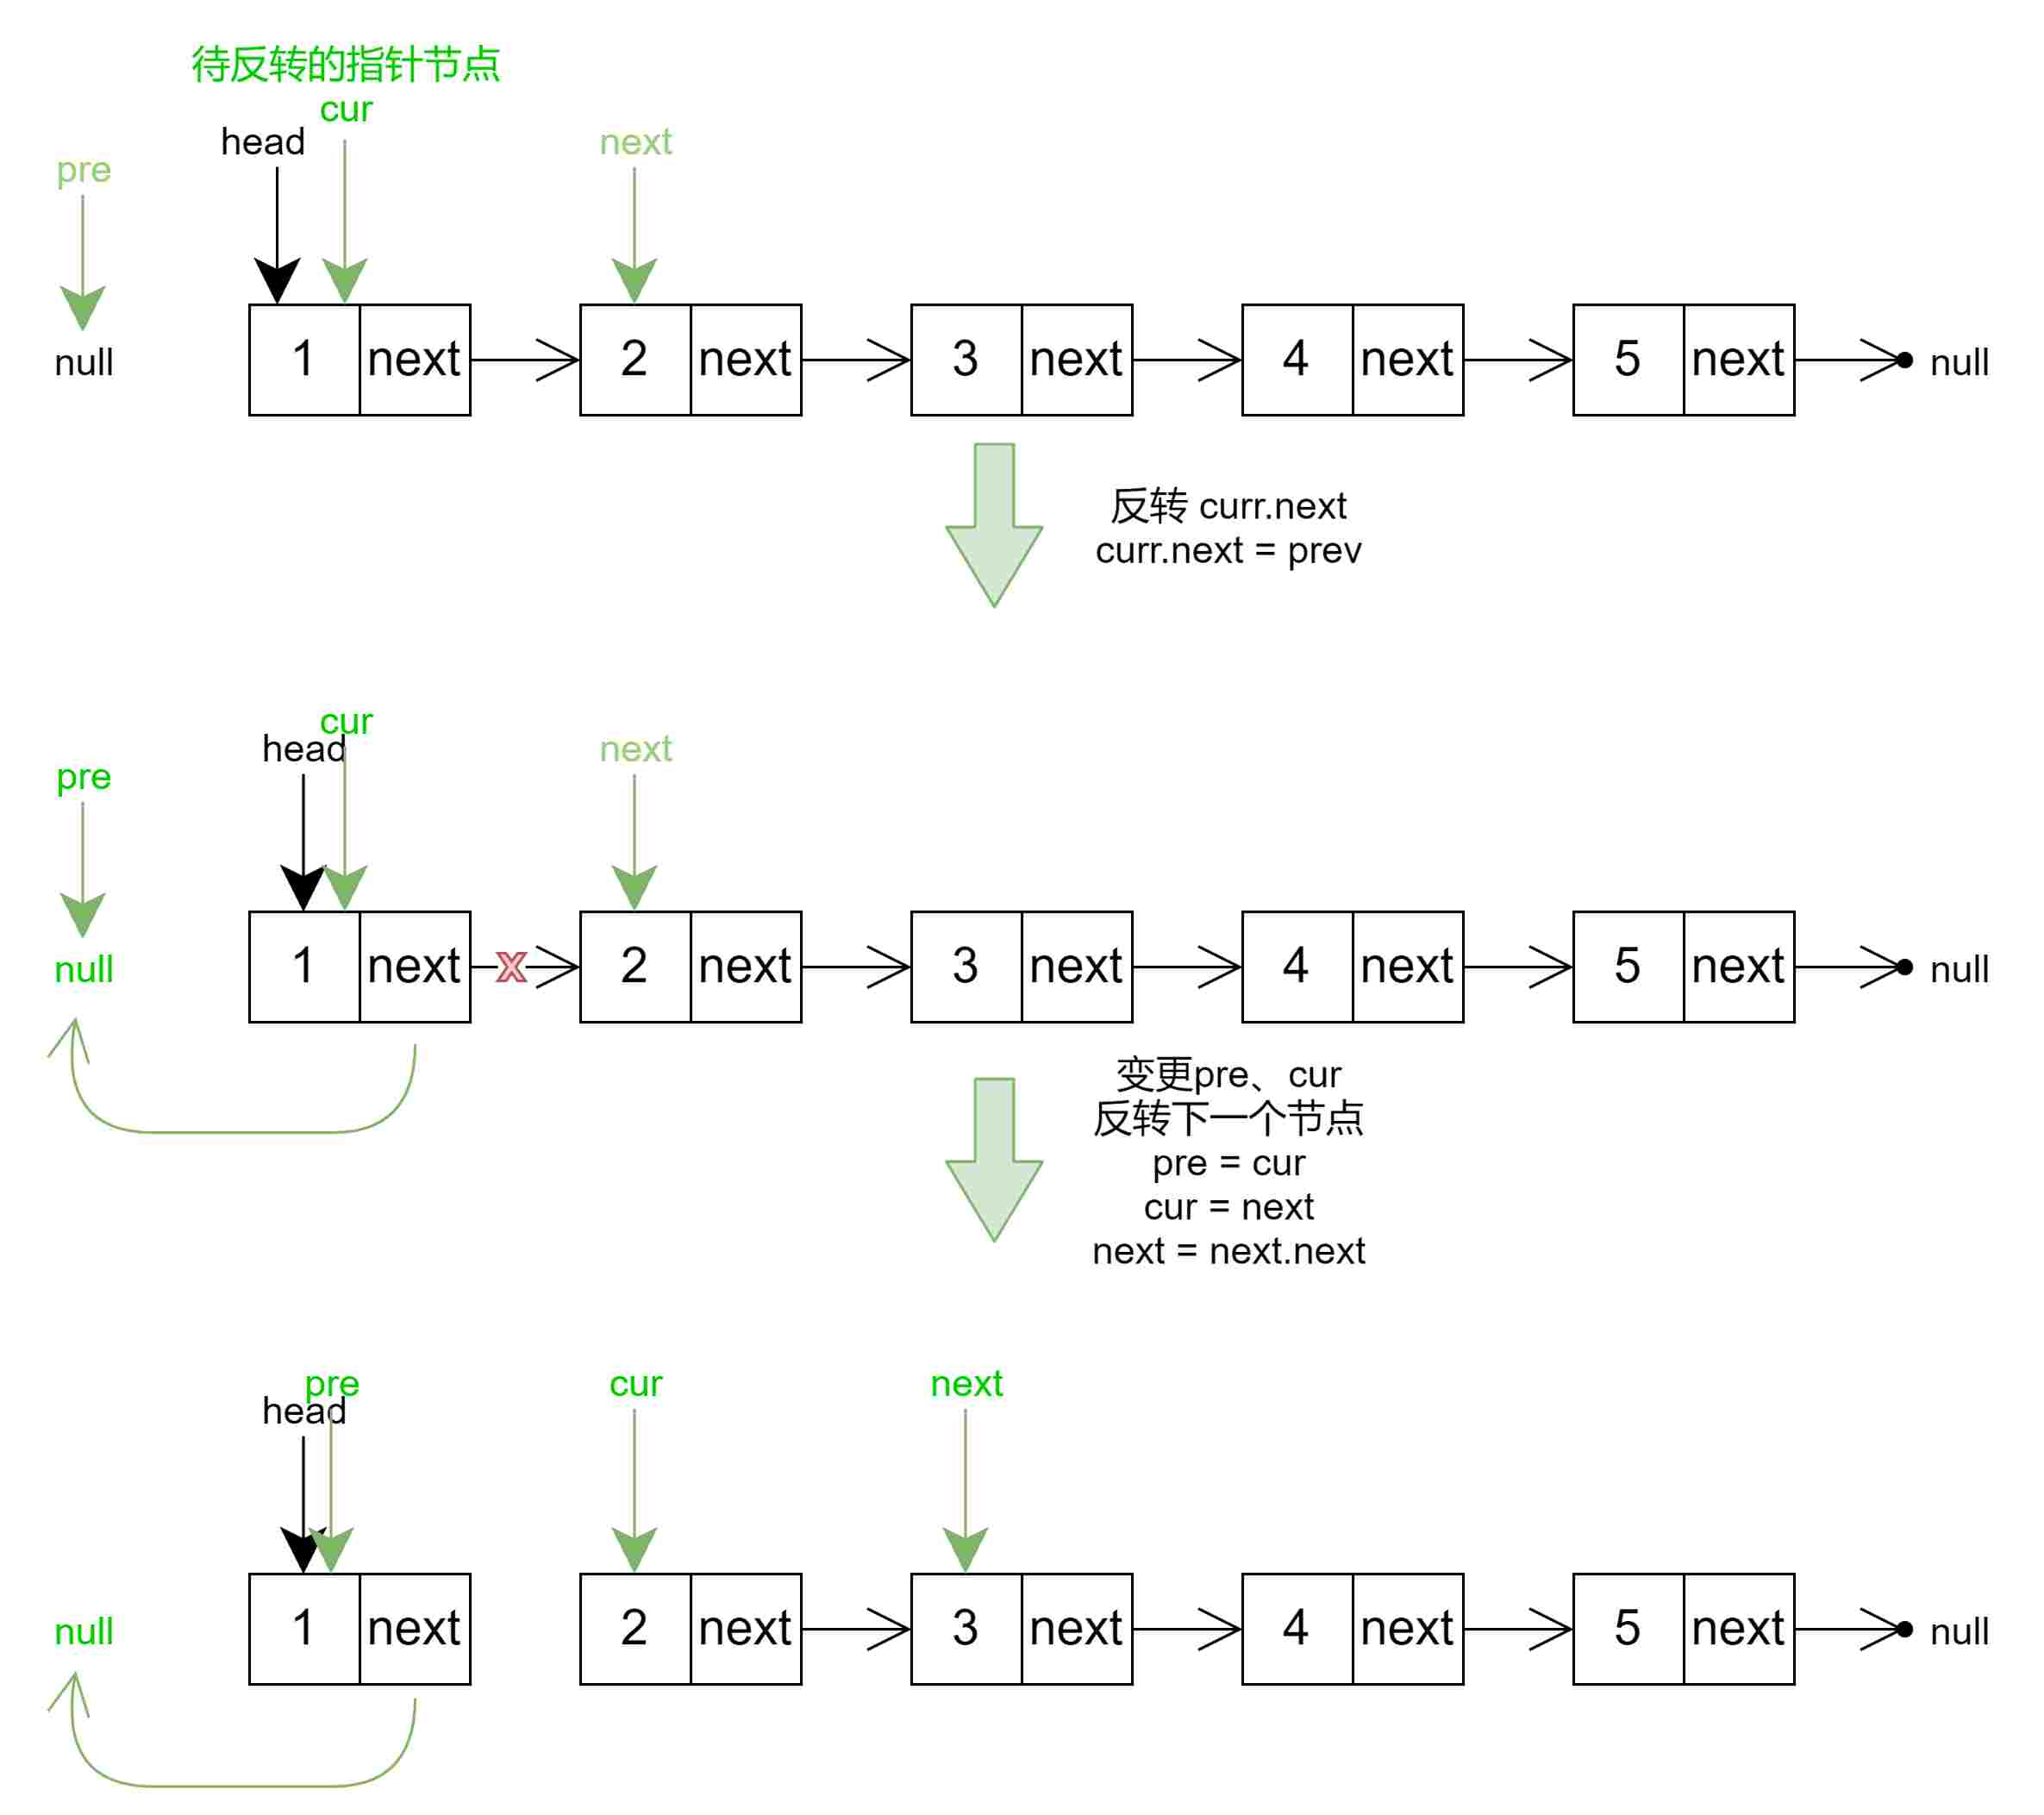 待反转的指针节点
cur
head
next
pre
null
1 next 2 next 3 next 4 next 5 next null
反转 curr.next
curr.next = prev
cur
head
next
pre
null
1 next x 2 next 3 next 4 next 5 next null
变更pre、cur
反转下一个节点
pre = cur
cur = next
next = next.next
pre
head
cur
next
null
1 next 2 next 3 next 4 next 5 next null